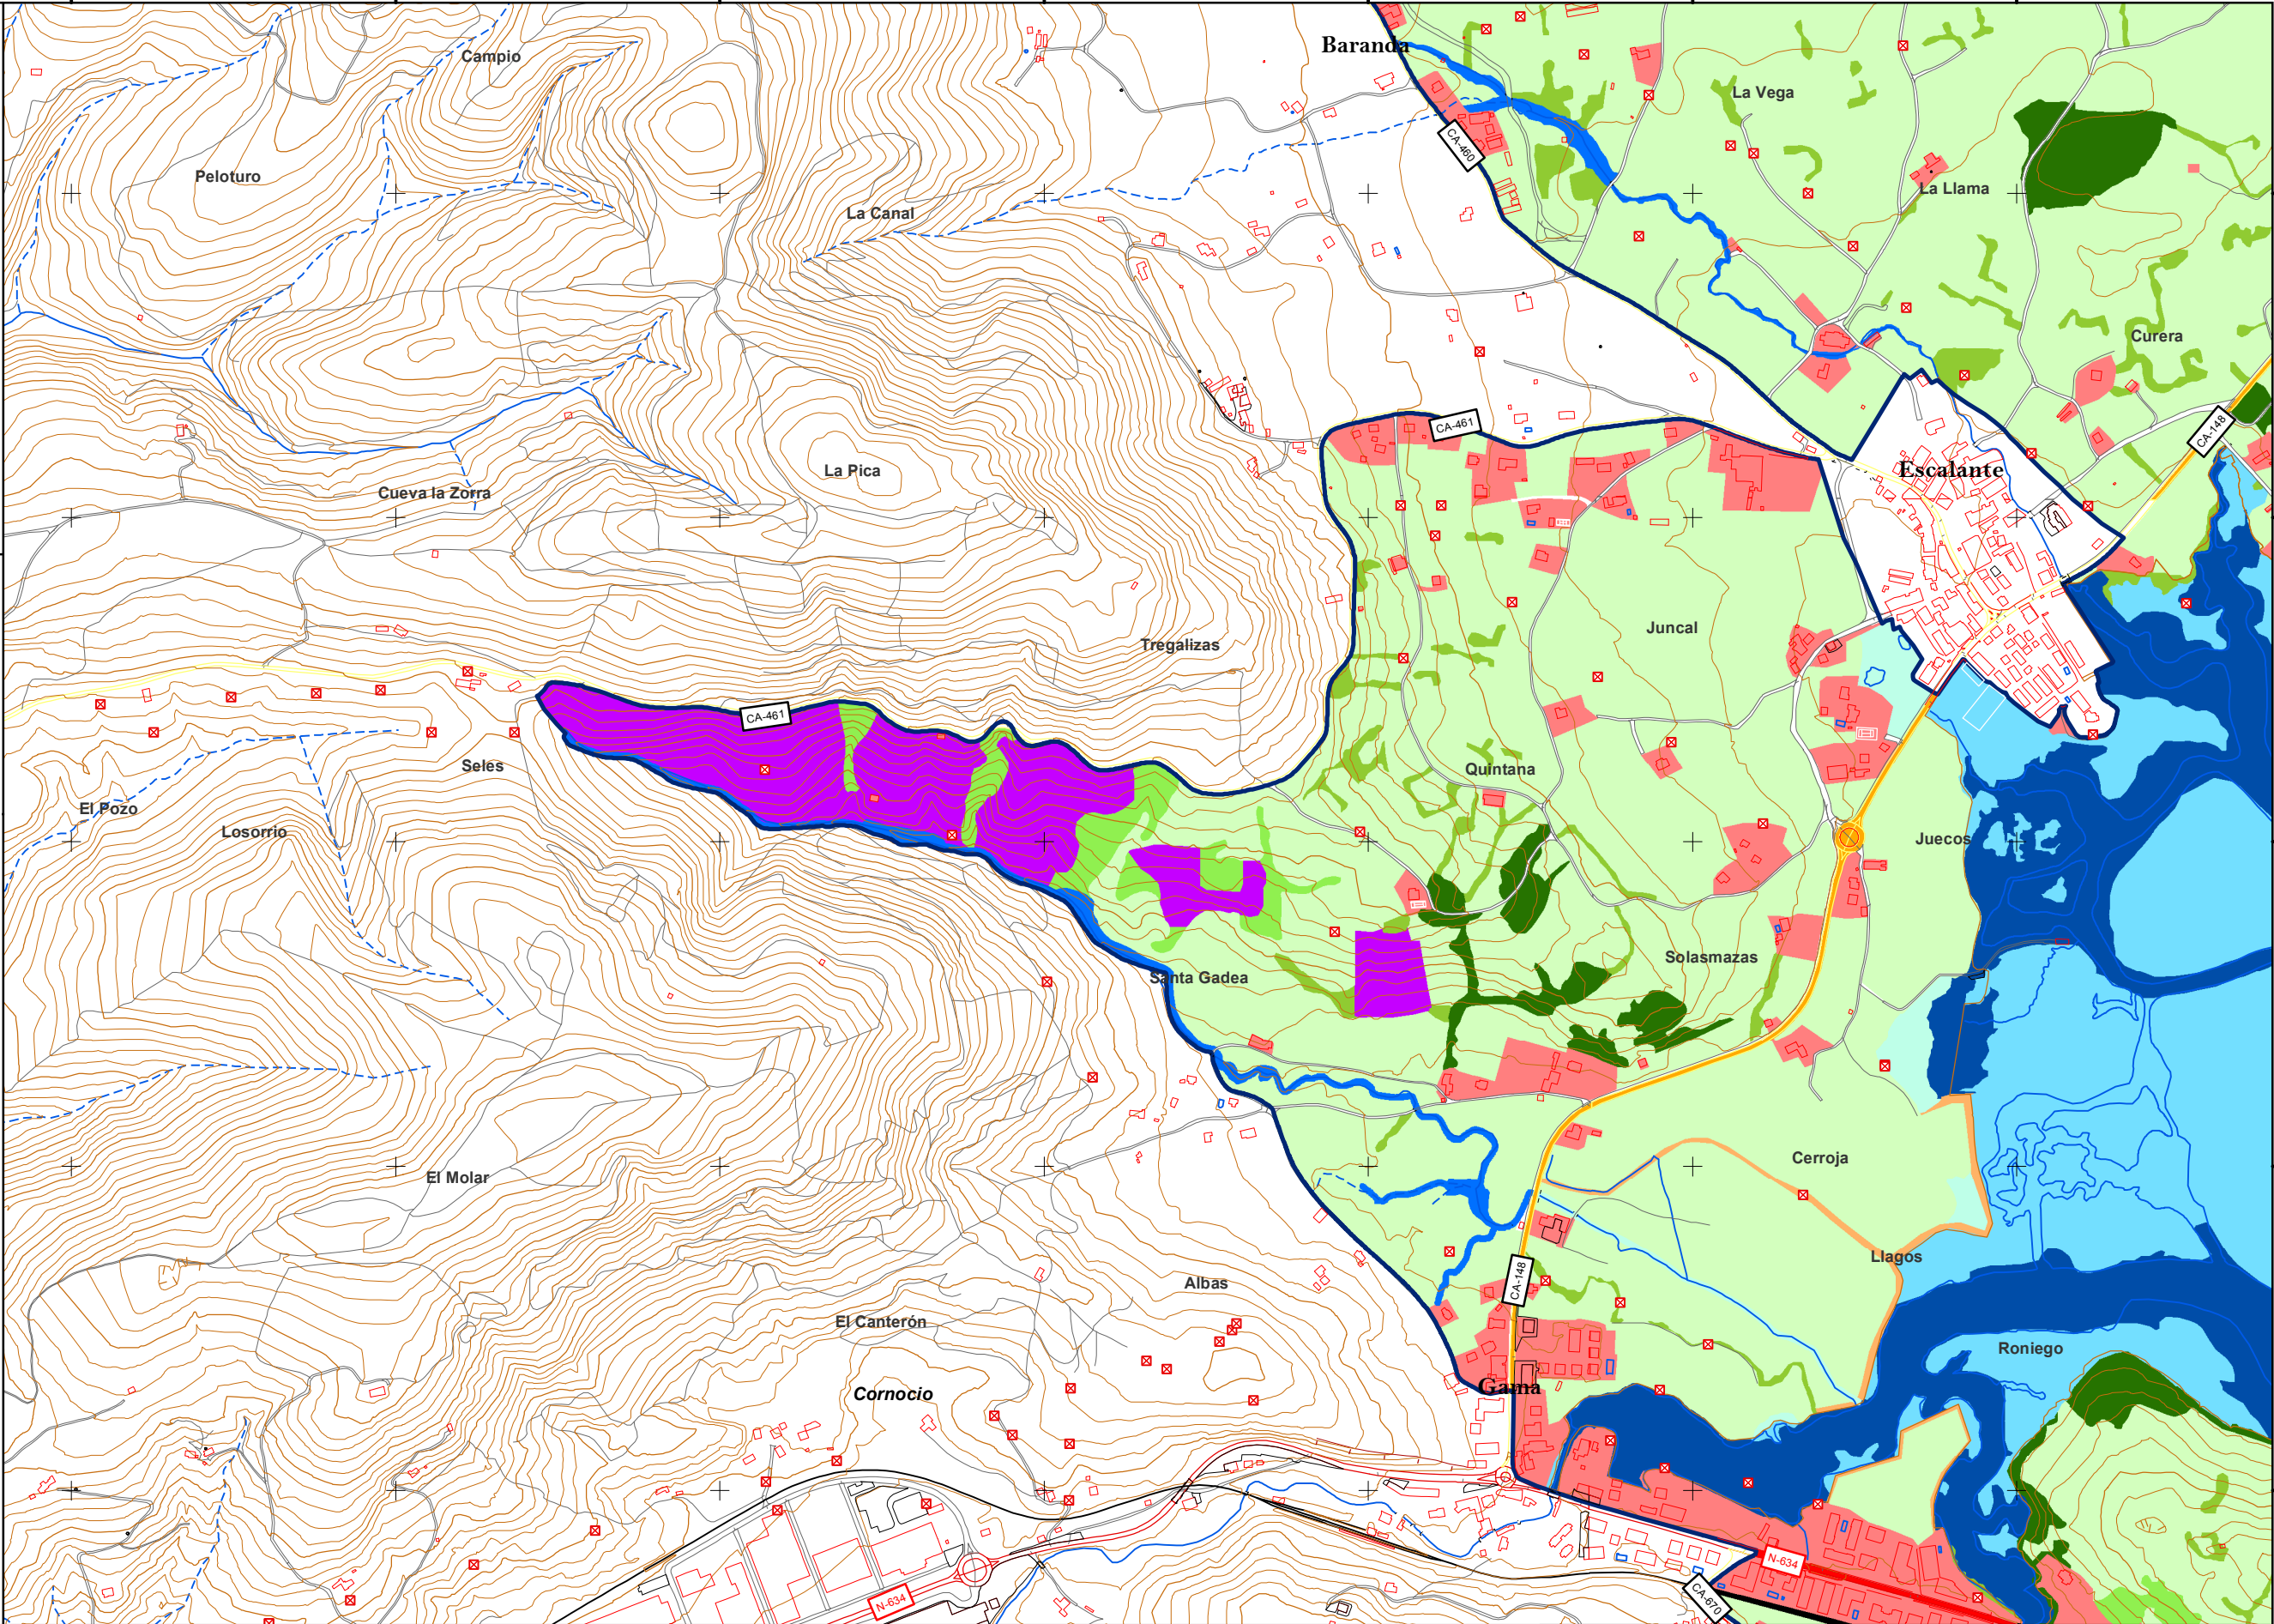 Baranda
Campio
La Vega
CA-460
Peloturo
La Llama
La Canal
Curera
CA-461
CA-148
La Pica
Escalante
Cueva la Zorra
Juncal
Tregalizas
CA-461
Seles
Quintana
El Pozo
Losorrio
Juecos
Solasmazas
Santa Gadea
Cerroja
El Molar
Llagos
Albas
CA-148
El Canterón
Roniego
Gama
Cornocio
N-634
N-634
CA-670